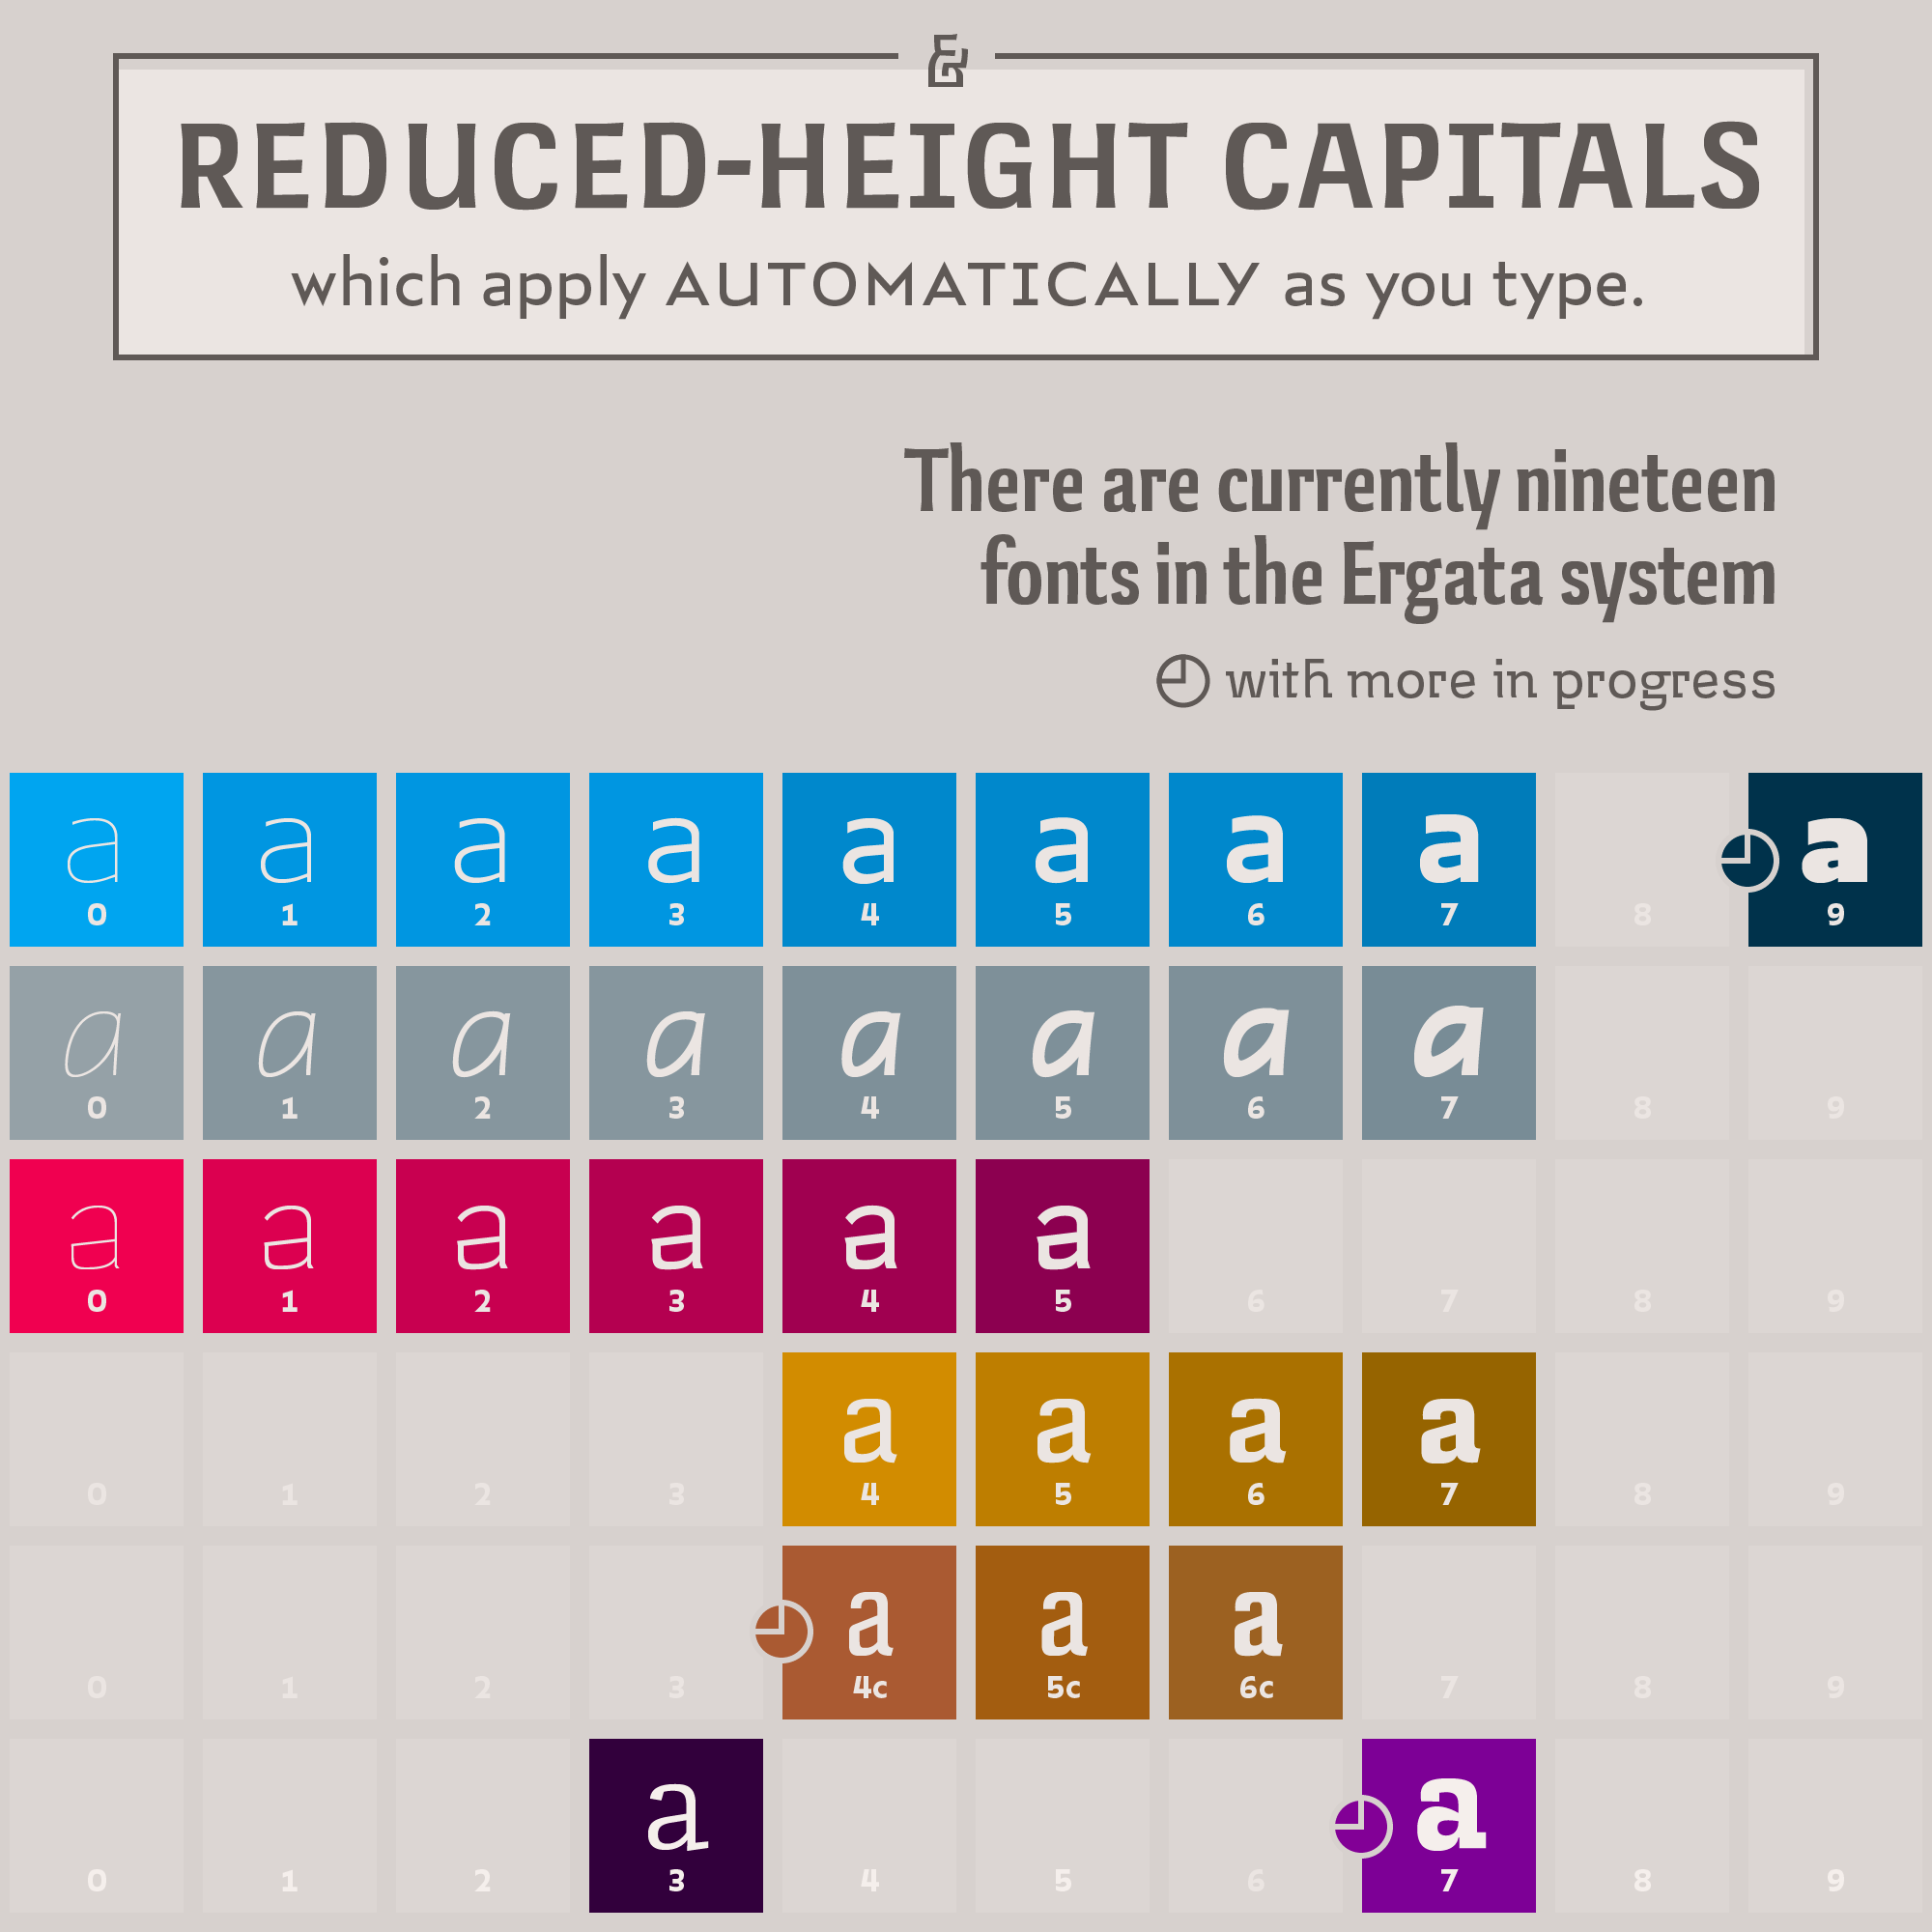 &
REDUCED-HEIGHT CAPITALS
which apply AUTOMATICALLY as you type.
There are currently nineteen
fonts in the Ergata system
with more in progress
a a a a a a a a a
0 1 2 3 4 5 6 7 8 9
a a a a a a a a
0 1 2 3 4 5 6 7 8 9
a a a a a a
0 1 2 3 4 5 6 7 8 9
a a a a
0 1 2 3 4 5 6 7 8 9
a a a
0 1 2 3 4c 5c 6c 7 8 9
a a
0 1 2 3 4 5 6 7 8 9